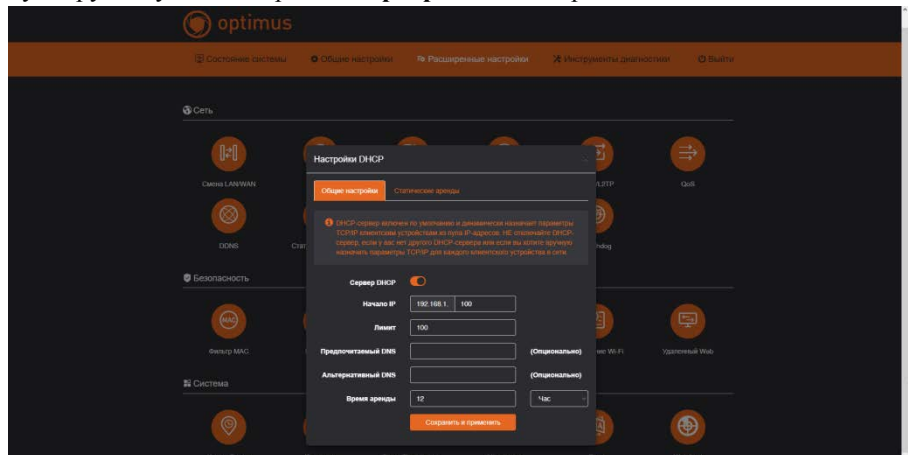 optimus
Состояние системы Общие настройки Расширенные настройки Инструменты диагностики Выйти
Сеть
Смена LAN/WAN
/L2TP
QoS
DDNS
Безопасность
Фильтр MAC
Wi-Fi
Удаленный Web
Система
Настройки DHCP
Общие настройки Статические аренды
DHCP-сервер включен по умолчанию и динамически назначает параметры
TCP/IP клиентским устройствам из пула IP-адресов. НЕ отключайте DHCP-
сервер, если у вас нет другого DHCP-сервера или если вы хотите вручную
назначить параметры TCP/IP для каждого клиентского устройства в сети.
Сервер DHCP
Начало IP 192.168.1. 100
Лимит 100
Предпочитаемый DNS (Опционально)
Альтернативный DNS (Опционально)
Время аренды 12 Час
Сохранить и применить